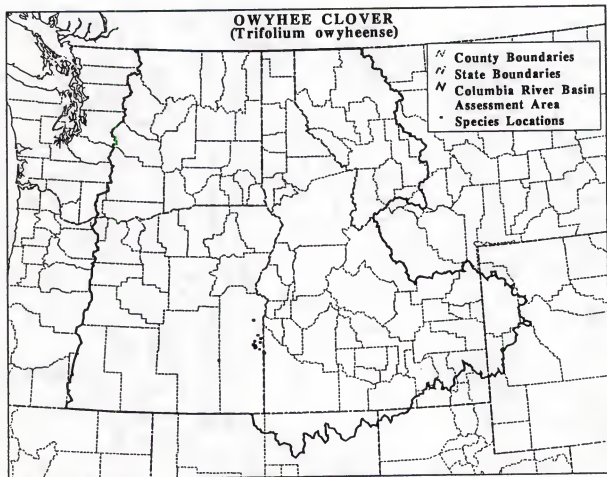 OWYHEE CLOVER
(Trifolium owyheense)
County Boundaries
State Boundaries
Columbia River Basin
Assessment Area
Species Locations